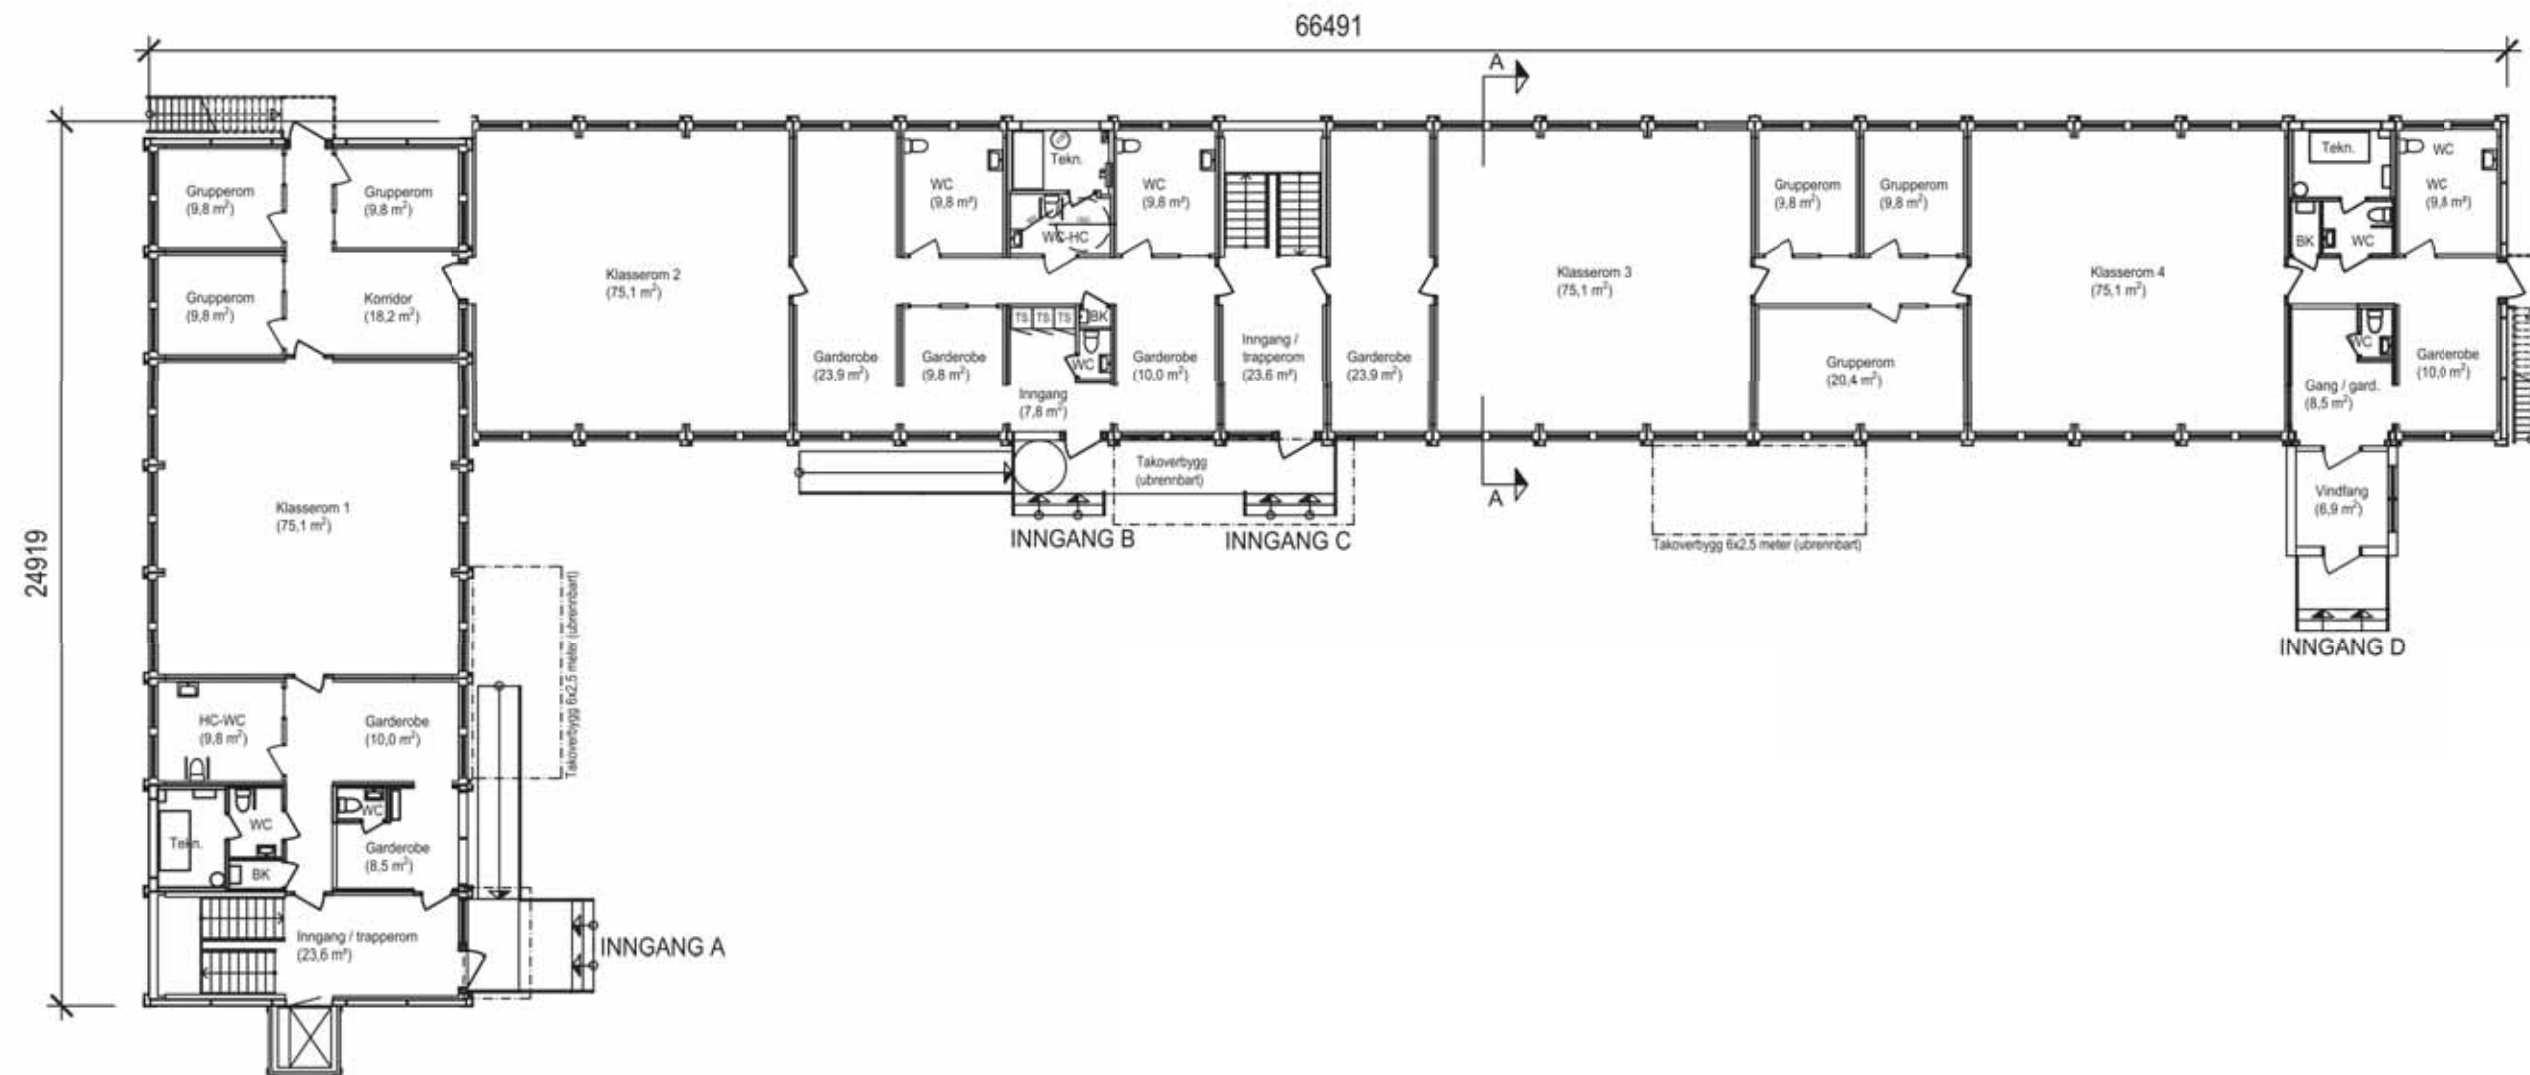 66491
A
Grupperom
(9,8 m²)
Grupperom
(9,8 m²)
Grupperom
(9,8 m²)
Korridor
(18,2 m²)
Klasserom 2
(75,1 m²)
WC
(9,8 m²)
Tekn.
WC-HC
WC
(9,8 m²)
Klasserom 3
(75,1 m²)
Grupperom
(9,8 m²)
Grupperom
(9,8 m²)
Klasserom 4
(75,1 m²)
Tekn.
WC
WC
(9,8 m²)
BK
WC
Garderobe
(23,9 m²)
Garderobe
(9,8 m²)
TS
TS
TS
BK
WC
Inngang
(7,8 m²)
Garderobe
(10,0 m²)
Inngang /
trapperom
(23,6 m²)
Garderobe
(23,9 m²)
Grupperom
(20,4 m²)
WC
Gang / gard.
(8,5 m²)
Garderobe
(10,0 m²)
Takoverbygg
(ubrennbart)
A
Vindfang
(6,9 m²)
INNGANG B
INNGANG C
Takoverbygg 6x2,5 meter (ubrennbart)
INNGANG D
24919
Klasserom 1
(75,1 m²)
Takoverbygg 6x2,5 meter (ubrennbart)
HC-WC
(9,8 m²)
Garderobe
(10,0 m²)
Tekn.
WC
WC
BK
Garderobe
(8,5 m²)
Inngang / trapperom
(23,6 m²)
INNGANG A